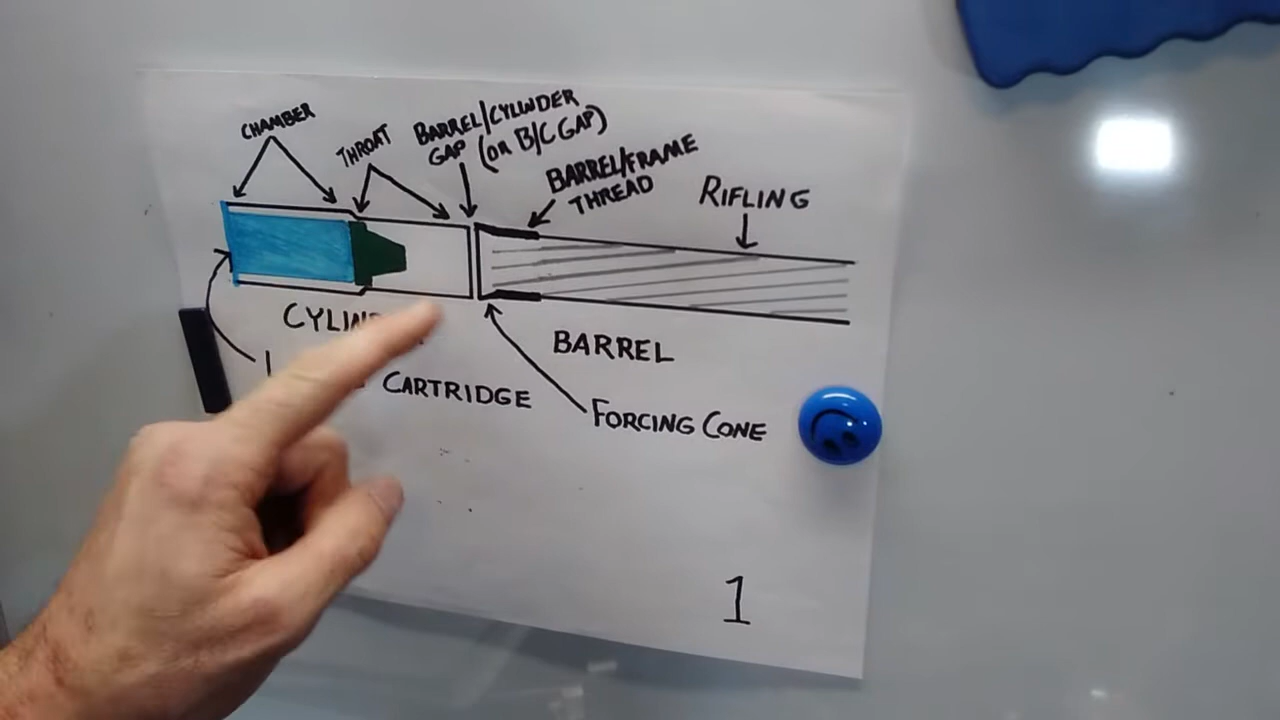 CHAMBER
THROAT
BARREL/CYLINDER
GAP (OR B/C GAP)
BARREL/FRAME
THREAD
RIFLING
BARREL
CARTRIDGE
FORCING CONE
1